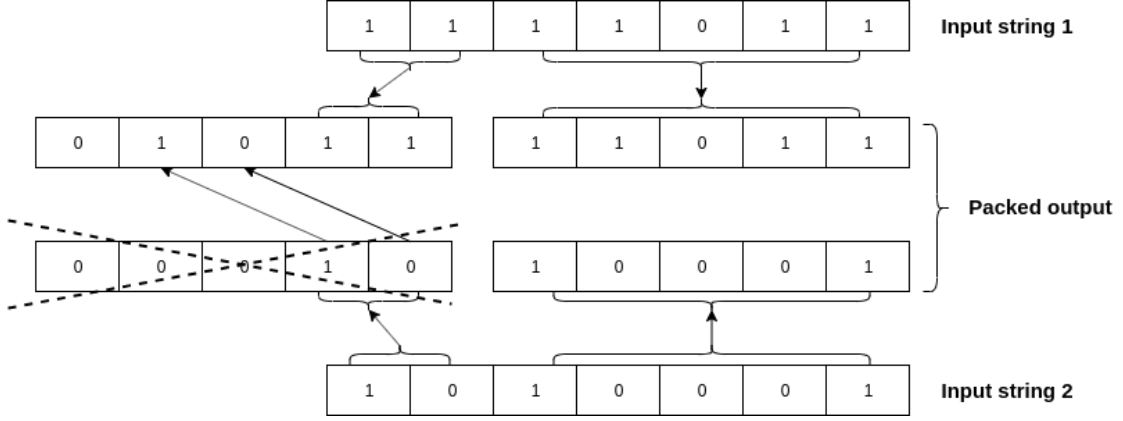 1 1 1 1 0 1 1 Input string 1
0 1 0 1 1 1 1 0 1 1
Packed output
0 0 0 1 0 1 0 0 0 1
1 0 1 0 0 0 1 Input string 2